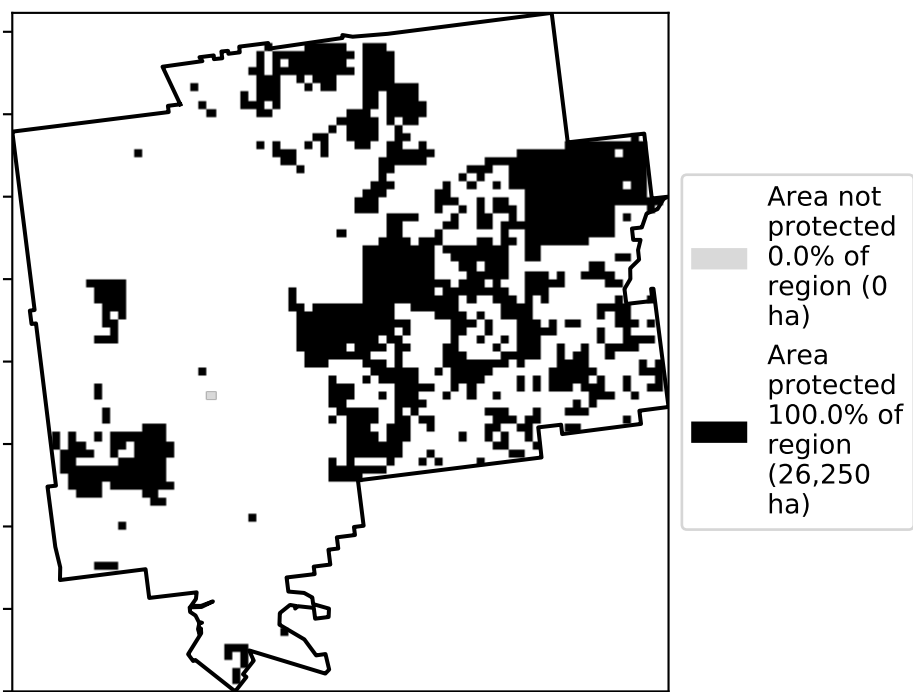 Area not
protected
0.0% of
region (0
ha)
Area
protected
100.0% of
region
(26,250
ha)